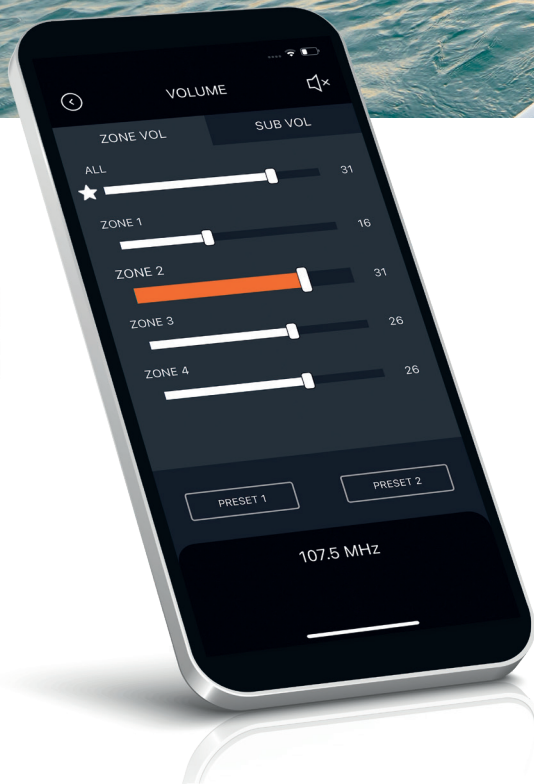 VOLUME
ZONE VOL
SUB VOL
ALL
31
ZONE 1
16
ZONE 2
31
ZONE 3
26
ZONE 4
26
PRESET 1
PRESET 2
107.5 MHz